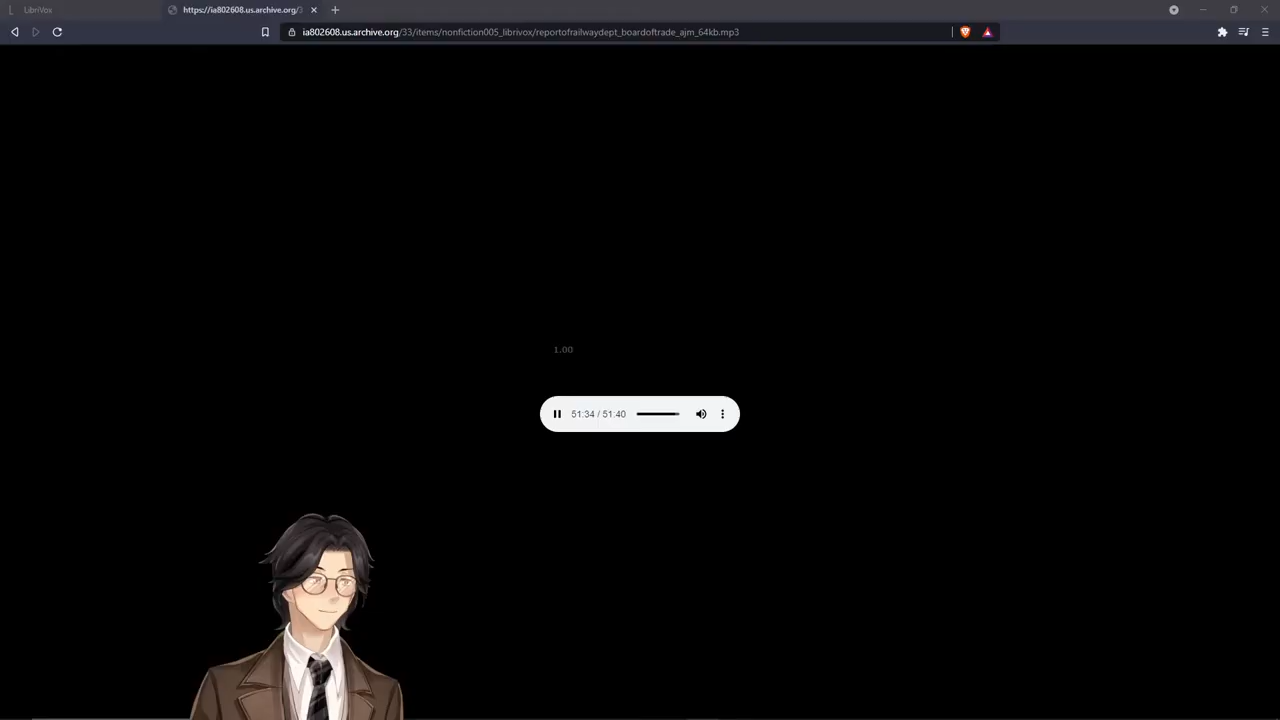 LibriVox
https://ia802608.us.archive.org/3
ia802608.us.archive.org/33/items/nonfiction005_librivox/reportofrailwaydept_boardoftrade_ajm_64kb.mp3
1.00
51:34 / 51:40